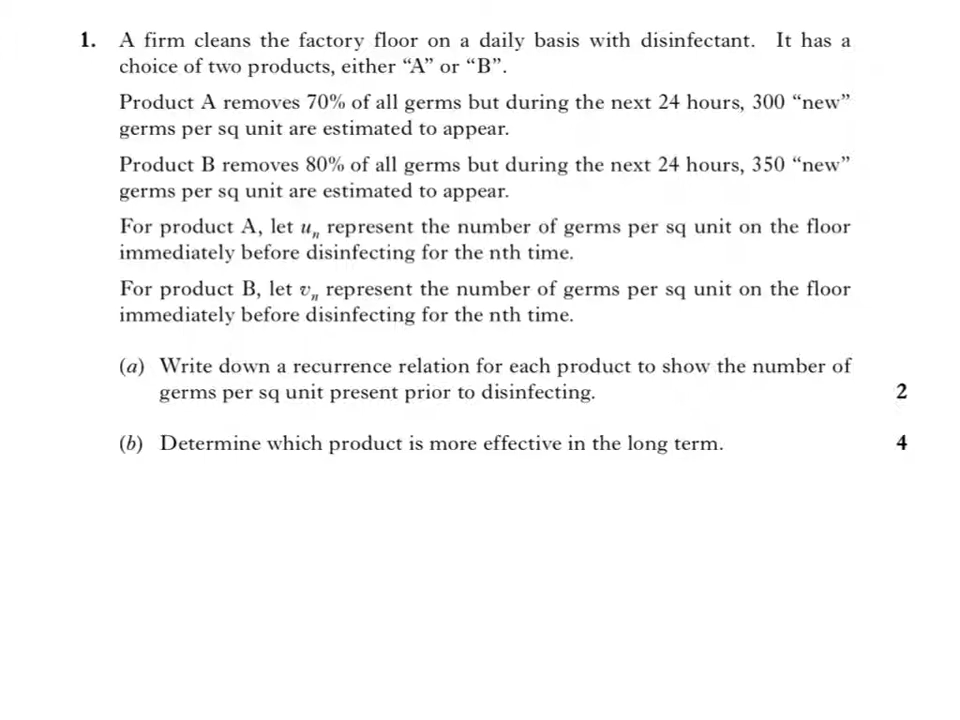 1. A firm cleans the factory floor on a daily basis with disinfectant. It has a
choice of two products, either “A” or “B”.
Product A removes 70% of all germs but during the next 24 hours, 300 “new”
germs per sq unit are estimated to appear.
Product B removes 80% of all germs but during the next 24 hours, 350 “new”
germs per sq unit are estimated to appear.
For product A, let uₙ represent the number of germs per sq unit on the floor
immediately before disinfecting for the nth time.
For product B, let vₙ represent the number of germs per sq unit on the floor
immediately before disinfecting for the nth time.
(a) Write down a recurrence relation for each product to show the number of
germs per sq unit present prior to disinfecting. 2
(b) Determine which product is more effective in the long term. 4